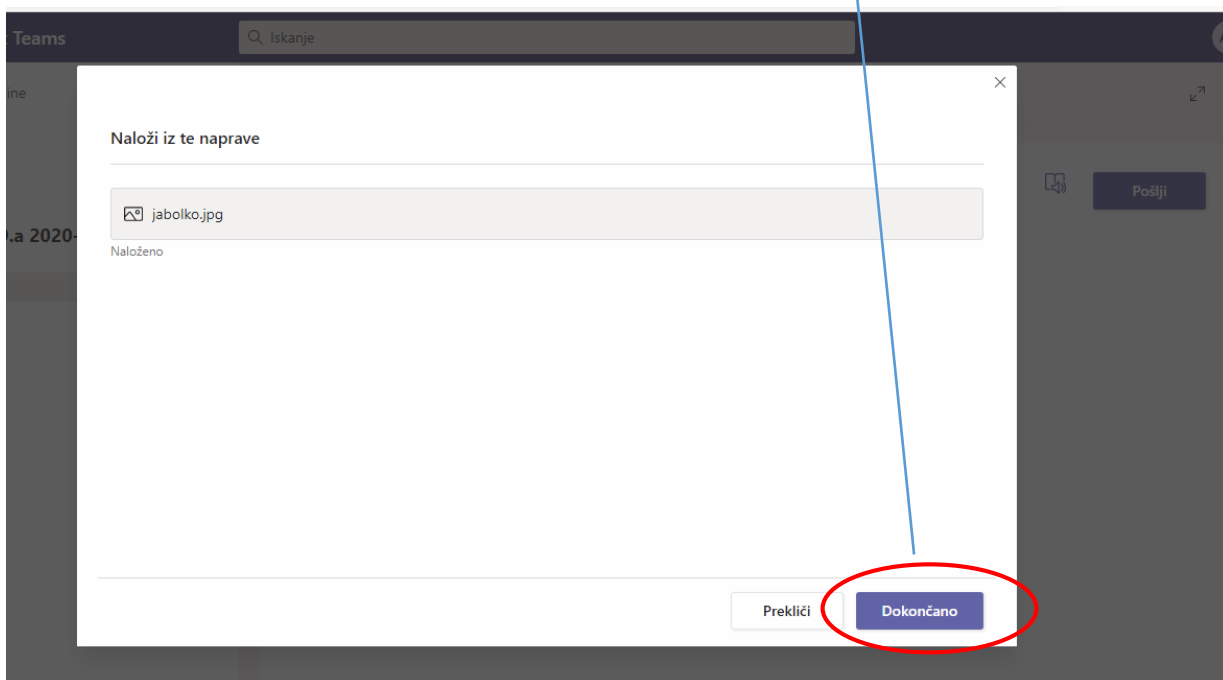 Teams
Iskanje
ine
Naloži iz te naprave
jabolko.jpg
Pošlji
.a 2020-
Naloženo
Prekliči
Dokončano